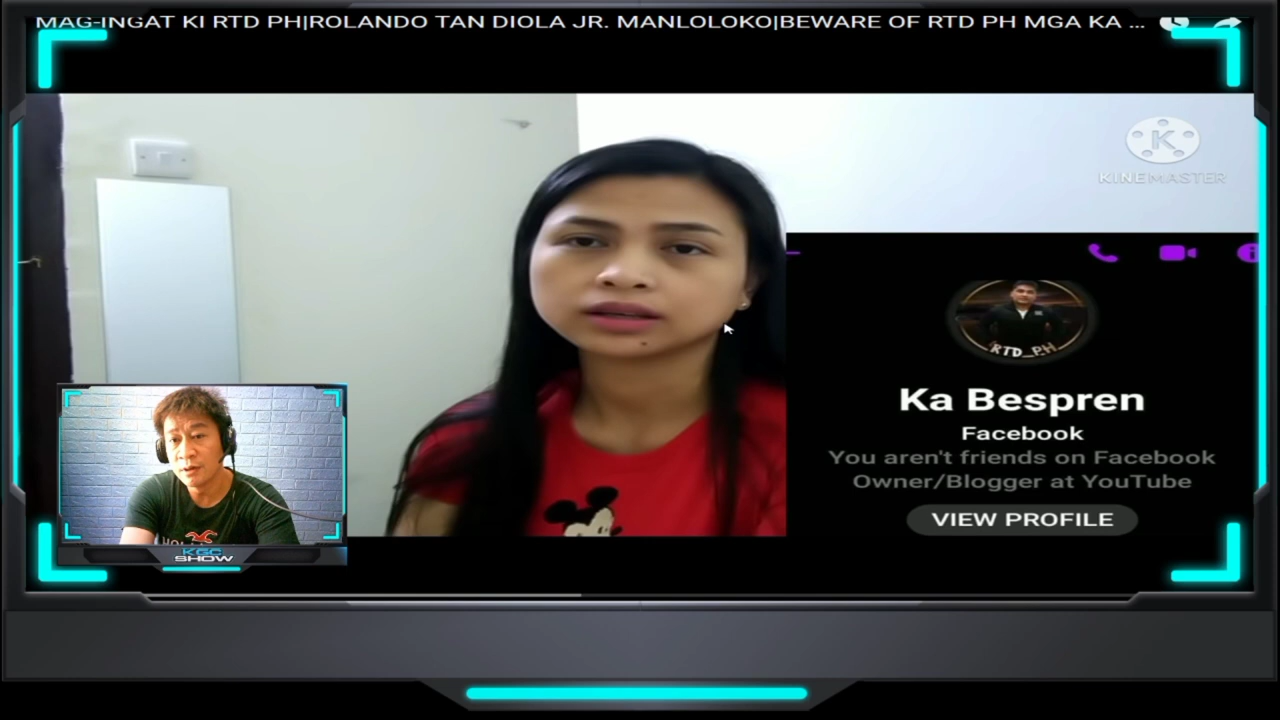 MAG-INGAT KI RTD PH|ROLANDO TAN DIOLA JR. MANLOLOKO|BEWARE OF RTD PH MGA KA ...
KINEMASTER
RTD_PH
Ka Bespren
Facebook
You aren't friends on Facebook
Owner/Blogger at YouTube
VIEW PROFILE
KGC
SHOW